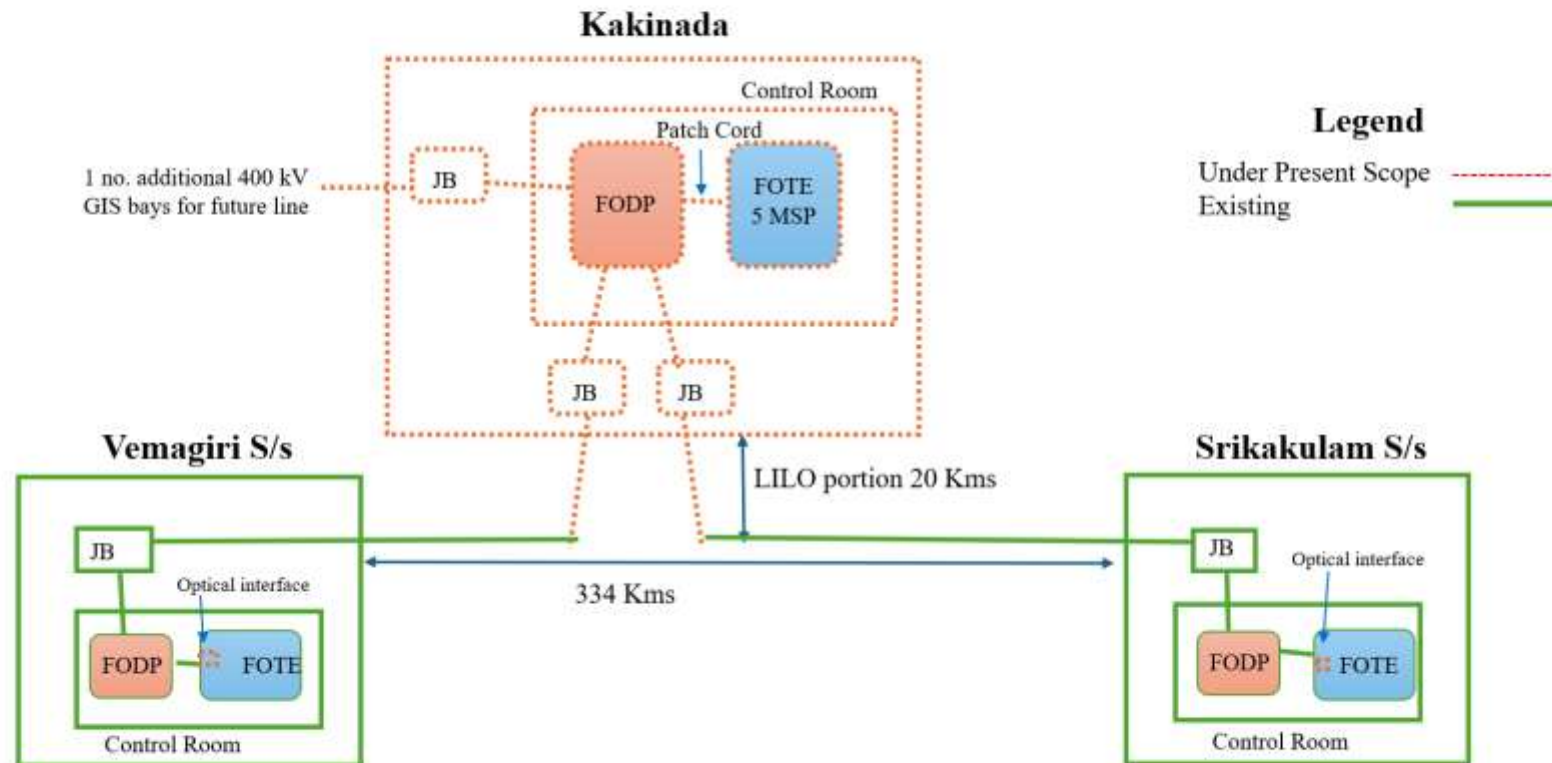 Kakinada
Control Room
Patch Cord
Legend
1 no. additional 400 kV
GIS bays for future line
JB
FODP
FOTE
5 MSP
Under Present Scope
Existing
JB
JB
Vemagiri S/s
LILO portion 20 Kms
Srikakulam S/s
JB
Optical interface
FODP
FOTE
Control Room
334 Kms
JB
Optical interface
FODP
FOTE
Control Room